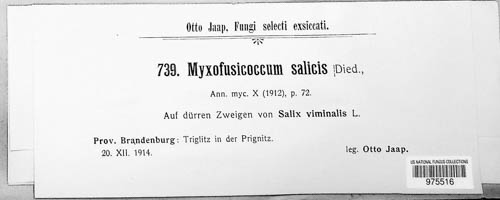 Otto Jaap, Fungi selecti exsiccati.
739. Myxofusicoccum salicis Died.,
Ann. myc. X (1912), p. 72.
Auf dürren Zweigen von Salix viminalis L.
Prov. Brandenburg: Triglitz in der Prignitz.
20. XII. 1914.
leg. Otto Jaap.
US NATIONAL FUNGUS COLLECTIONS
975516